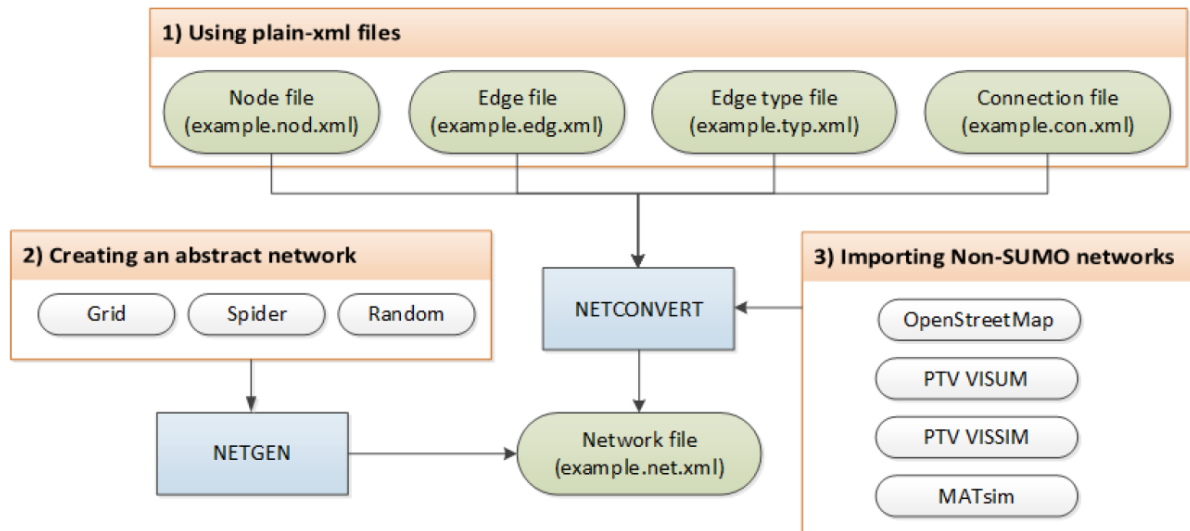 1) Using plain-xml files
Node file
(example.nod.xml)
Edge file
(example.edg.xml)
Edge type file
(example.typ.xml)
Connection file
(example.con.xml)
2) Creating an abstract network
Grid
Spider
Random
NETCONVERT
3) Importing Non-SUMO networks
OpenStreetMap
PTV VISUM
PTV VISSIM
MATsim
NETGEN
Network file
(example.net.xml)